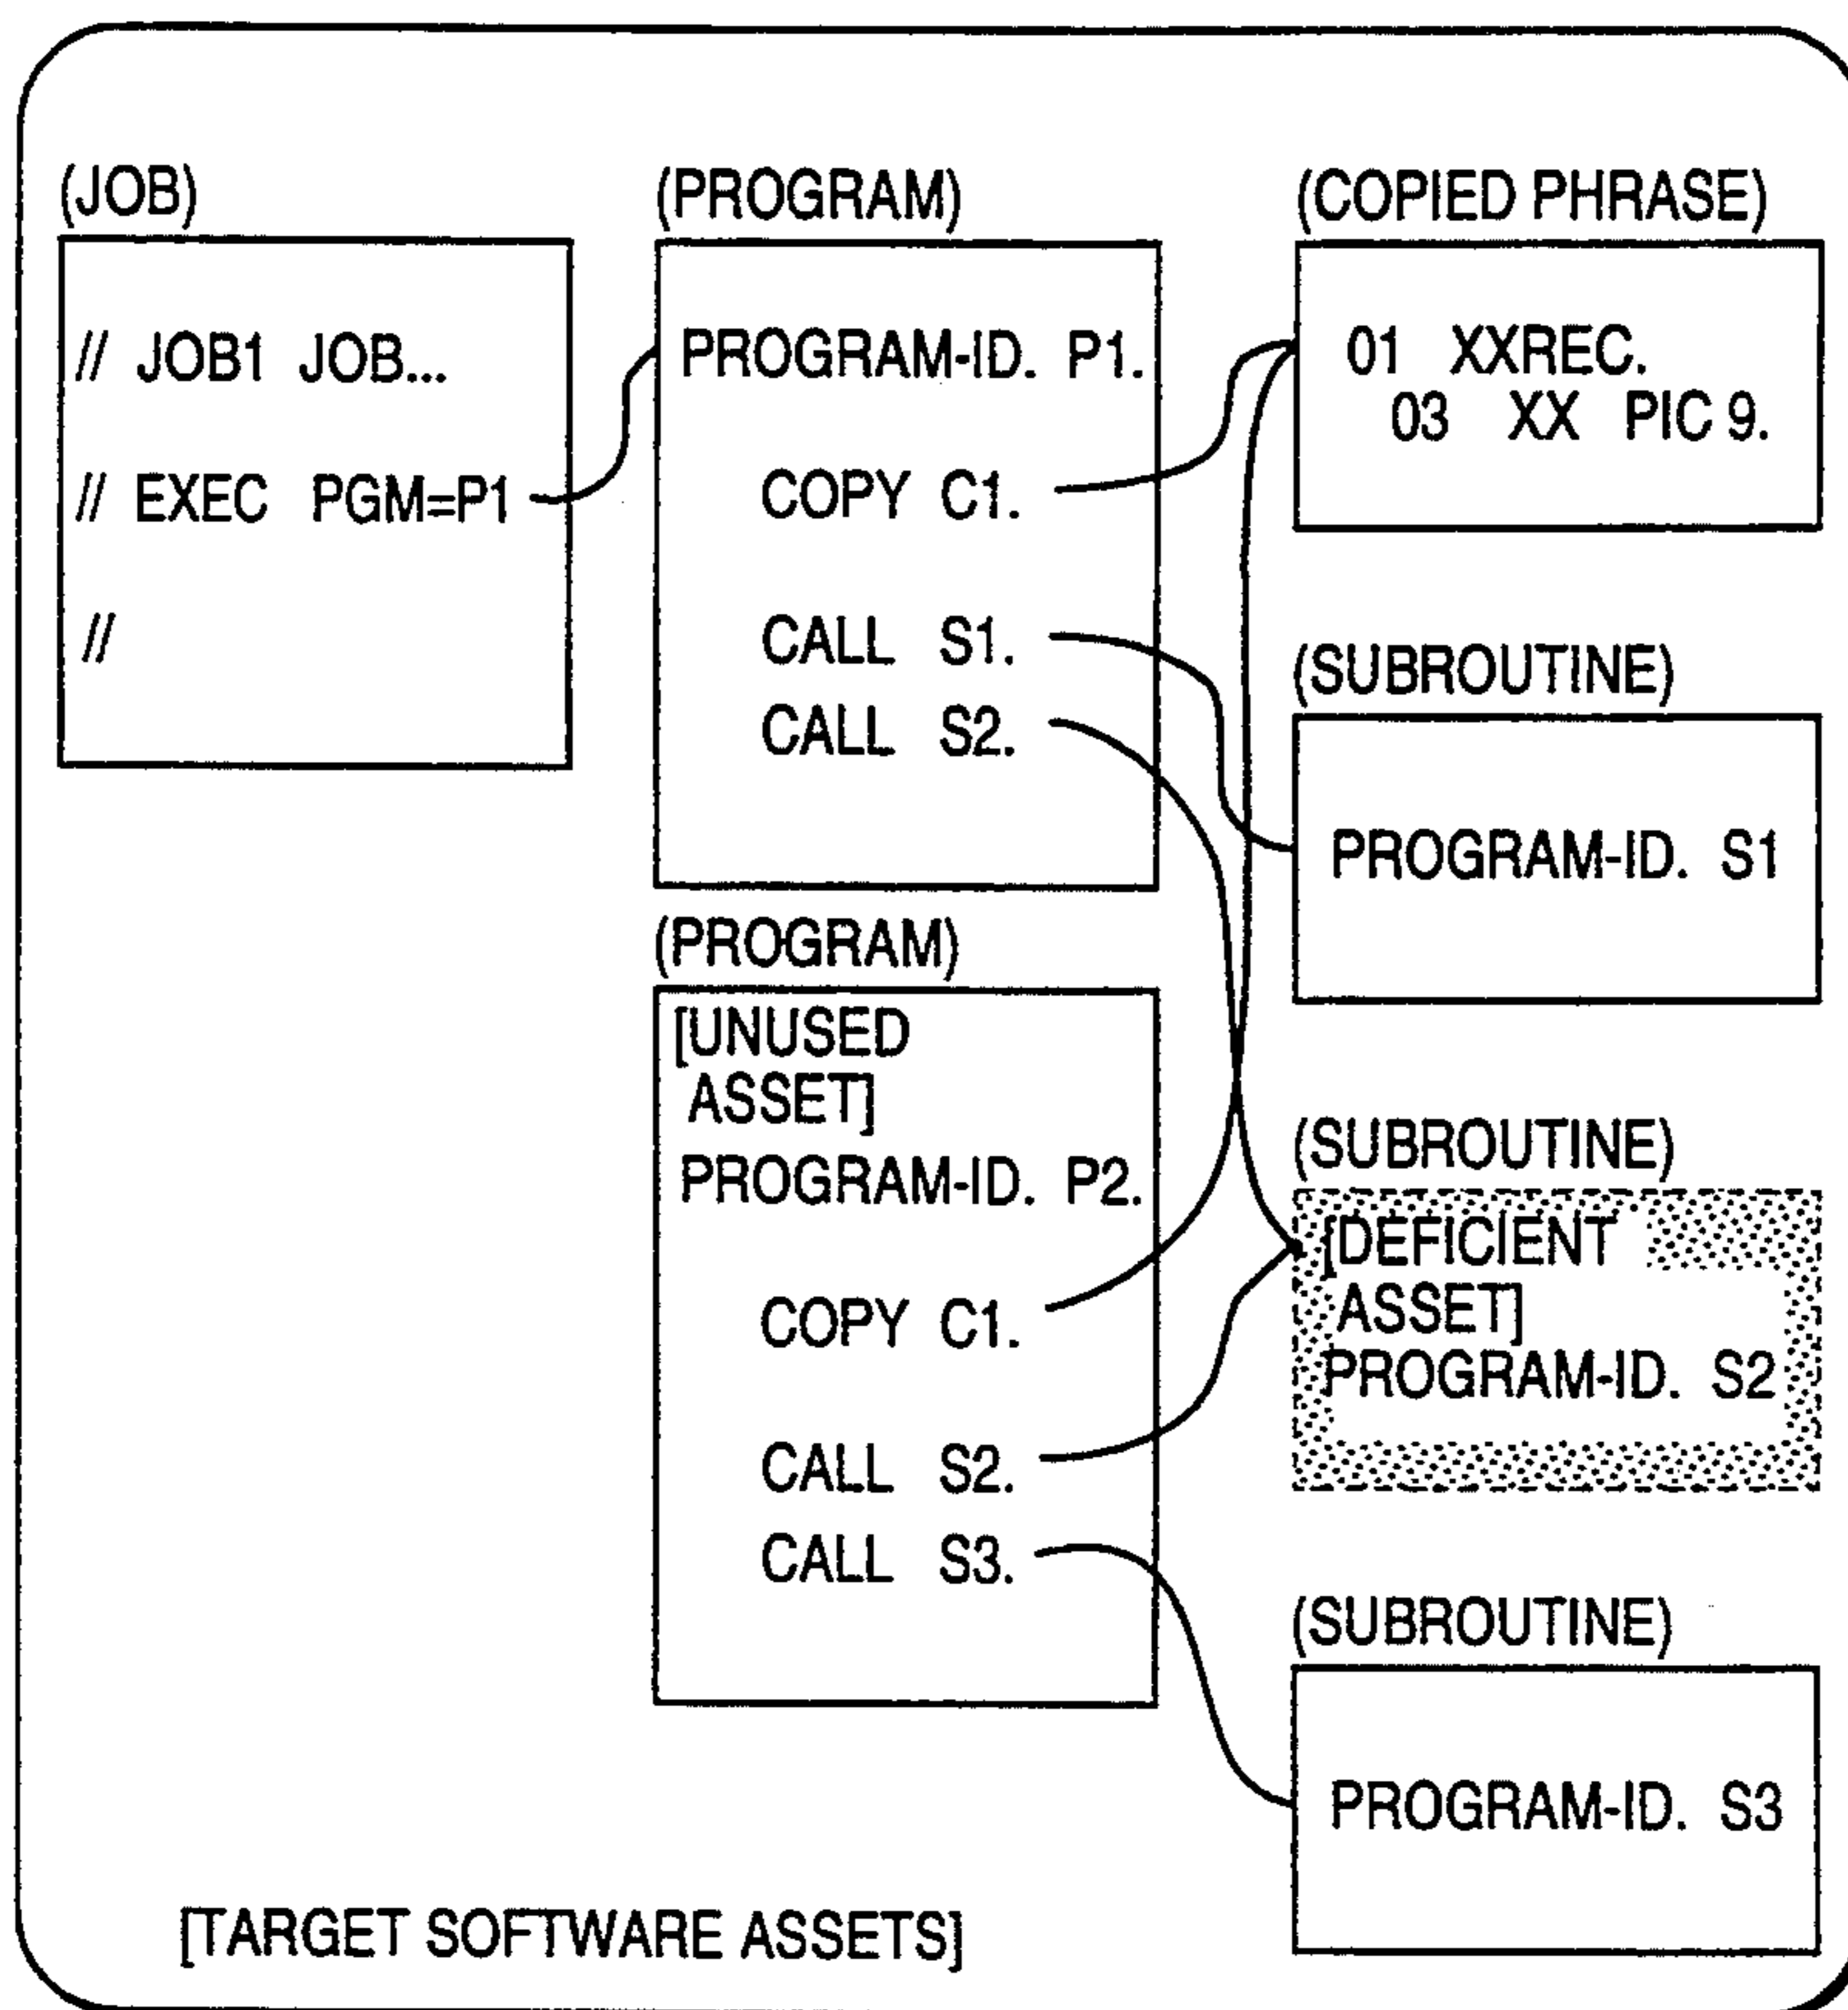 (JOB)
// JOB1 JOB...
// EXEC PGM=P1
//
(PROGRAM)
PROGRAM-ID. P1.
COPY C1.
CALL S1.
CALL S2.
(PROGRAM)
[UNUSED
ASSET]
PROGRAM-ID. P2.
COPY C1.
CALL S2.
CALL S3.
(COPIED PHRASE)
01 XXREC.
03 XX PIC 9.
(SUBROUTINE)
PROGRAM-ID. S1
(SUBROUTINE)
[DEFICIENT
ASSET]
PROGRAM-ID. S2
(SUBROUTINE)
PROGRAM-ID. S3
[TARGET SOFTWARE ASSETS]